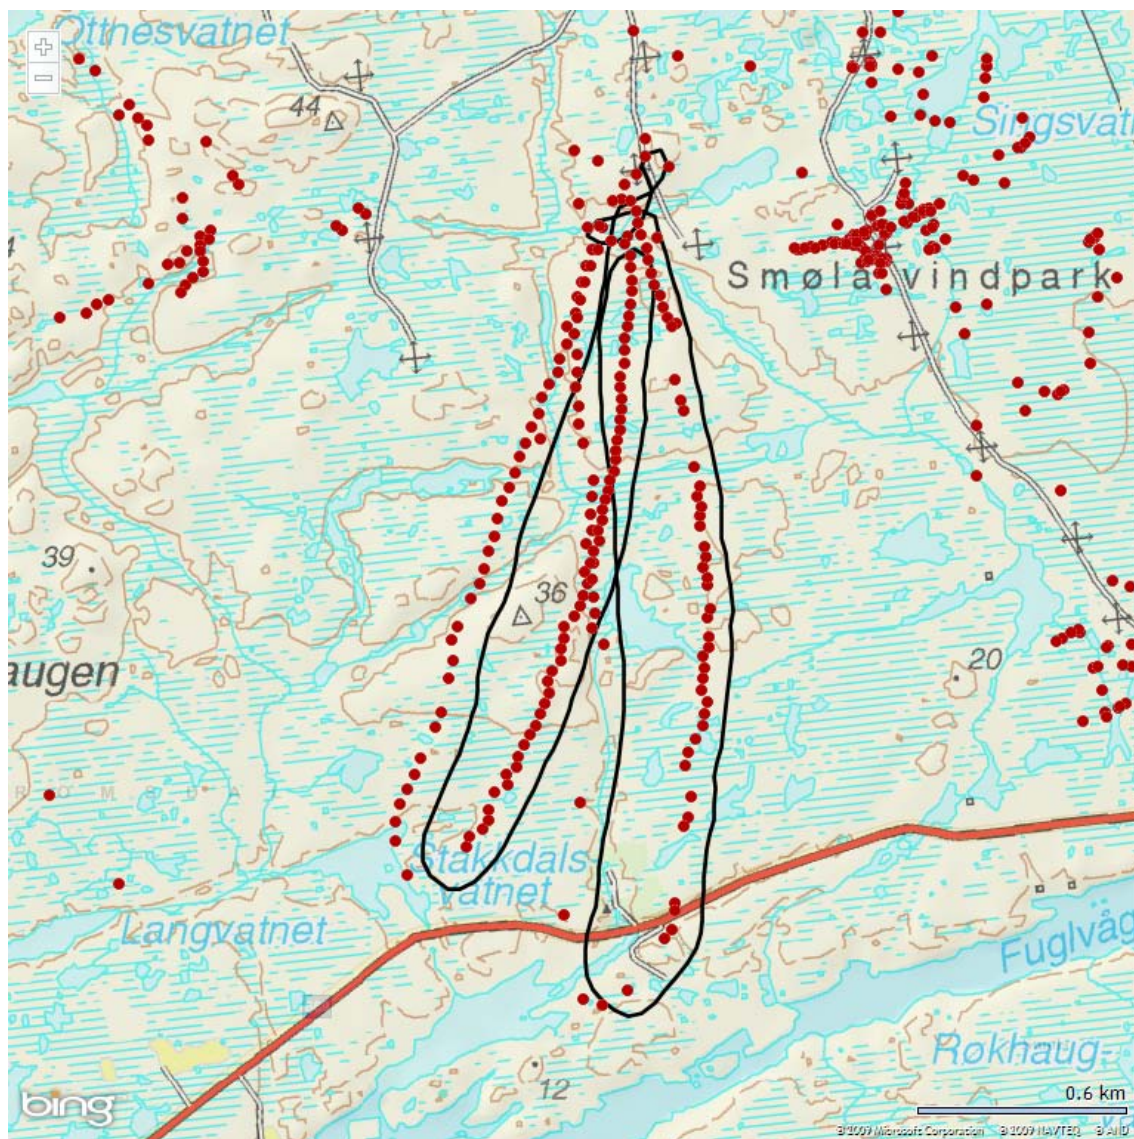 Ottnesvatnet
+
−
44
Singsvatn
Smøla vindpark
39
36
augen
20
R O M S D A L
Stakkdals
vatnet
Langvatnet
Fuglvåg
Røkhaug-
12
0.6 km
bing
© 2009 Microsoft Corporation © 2009 NAVTEQ © AND